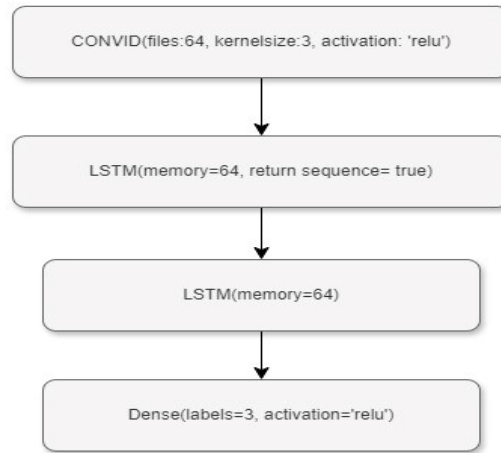 CONVID(files:64, kernelsize:3, activation: 'relu')
LSTM(memory=64, return sequence= true)
LSTM(memory=64)
Dense(labels=3, activation='relu')